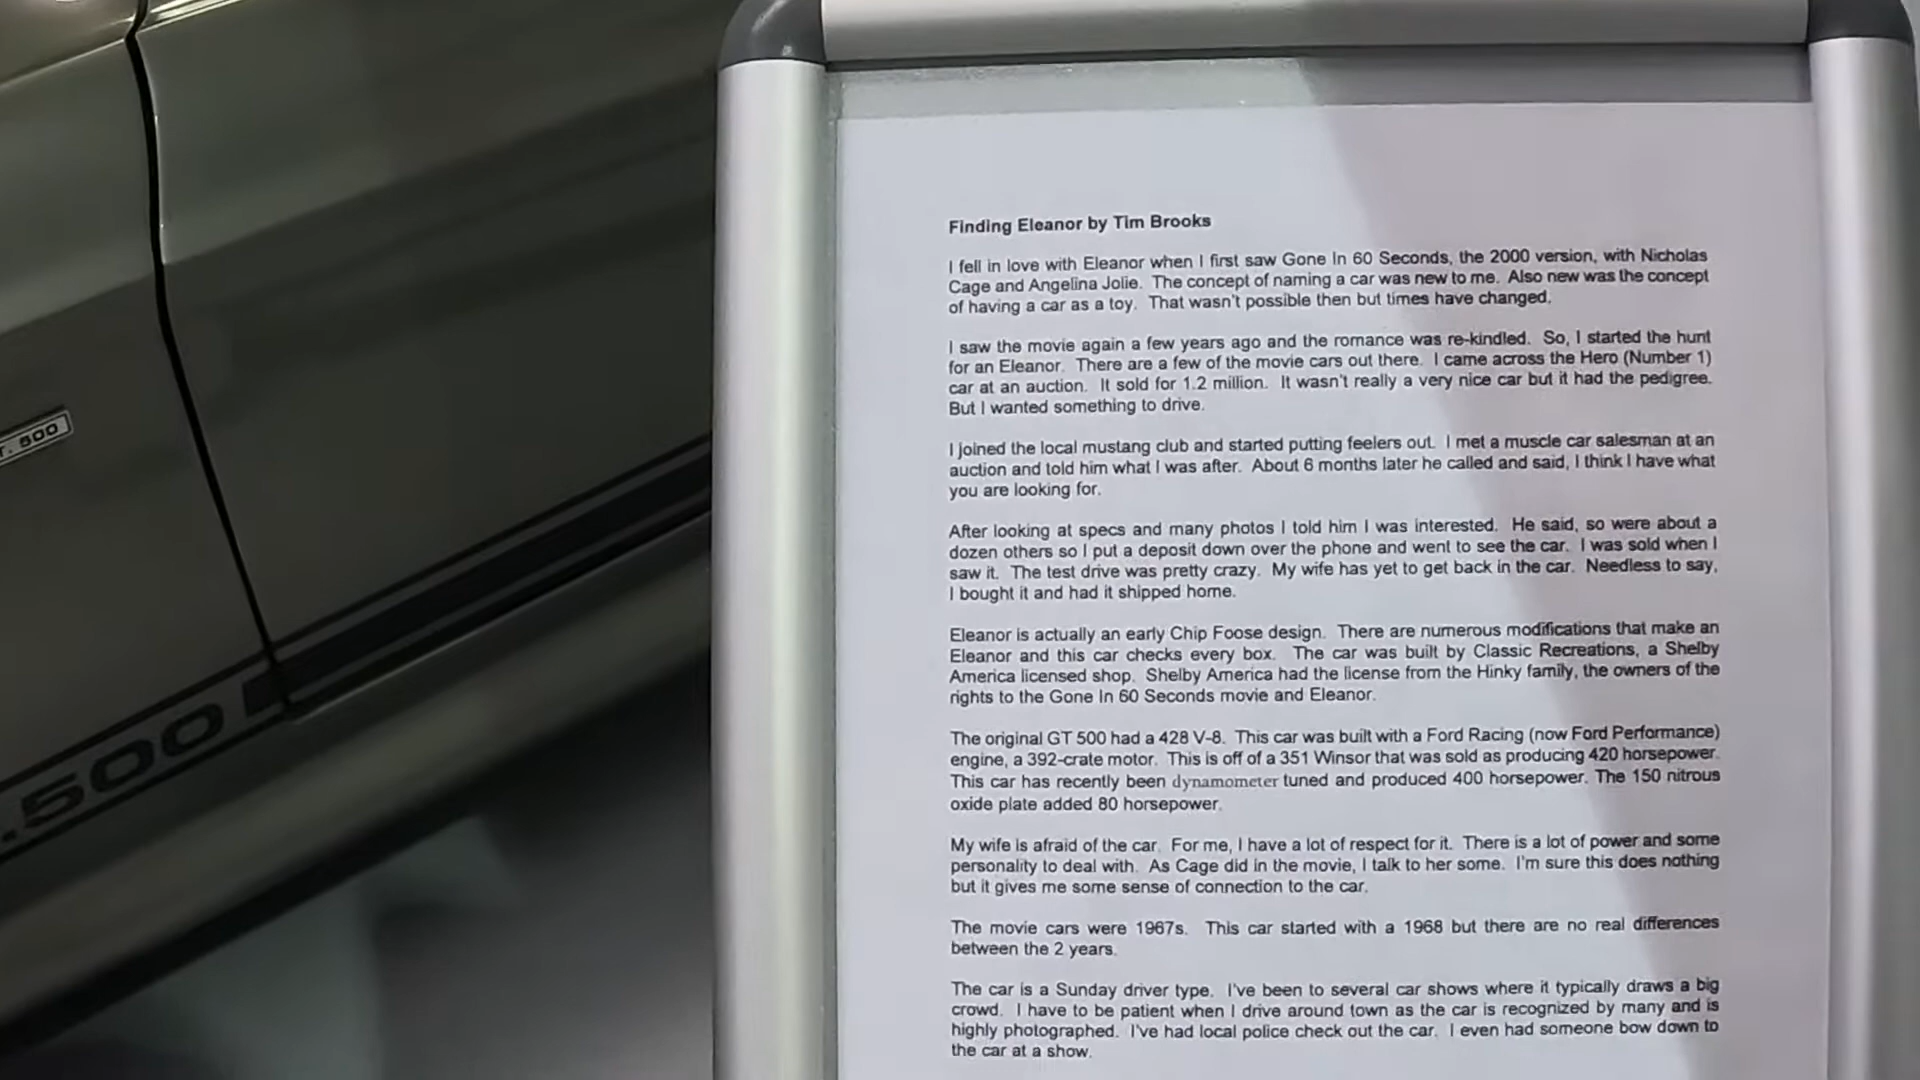 T. 500
.500
Finding Eleanor by Tim Brooks
I fell in love with Eleanor when I first saw Gone In 60 Seconds, the 2000 version, with Nicholas
Cage and Angelina Jolie. The concept of naming a car was new to me. Also new was the concept
of having a car as a toy. That wasn't possible then but times have changed.
I saw the movie again a few years ago and the romance was re-kindled. So, I started the hunt
for an Eleanor. There are a few of the movie cars out there. I came across the Hero (Number 1)
car at an auction. It sold for 1.2 million. It wasn't really a very nice car but it had the pedigree.
But I wanted something to drive.
I joined the local mustang club and started putting feelers out. I met a muscle car salesman at an
auction and told him what I was after. About 6 months later he called and said, I think I have what
you are looking for.
After looking at specs and many photos I told him I was interested. He said, so were about a
dozen others so I put a deposit down over the phone and went to see the car. I was sold when I
saw it. The test drive was pretty crazy. My wife has yet to get back in the car. Needless to say,
I bought it and had it shipped home.
Eleanor is actually an early Chip Foose design. There are numerous modifications that make an
Eleanor and this car checks every box. The car was built by Classic Recreations, a Shelby
America licensed shop. Shelby America had the license from the Hinky family, the owners of the
rights to the Gone In 60 Seconds movie and Eleanor.
The original GT 500 had a 428 V-8. This car was built with a Ford Racing (now Ford Performance)
engine, a 392-crate motor. This is off of a 351 Winsor that was sold as producing 420 horsepower.
This car has recently been dynamometer tuned and produced 400 horsepower. The 150 nitrous
oxide plate added 80 horsepower.
My wife is afraid of the car. For me, I have a lot of respect for it. There is a lot of power and some
personality to deal with. As Cage did in the movie, I talk to her some. I'm sure this does nothing
but it gives me some sense of connection to the car.
The movie cars were 1967s. This car started with a 1968 but there are no real differences
between the 2 years.
The car is a Sunday driver type. I've been to several car shows where it typically draws a big
crowd. I have to be patient when I drive around town as the car is recognized by many and is
highly photographed. I've had local police check out the car. I even had someone bow down to
the car at a show.